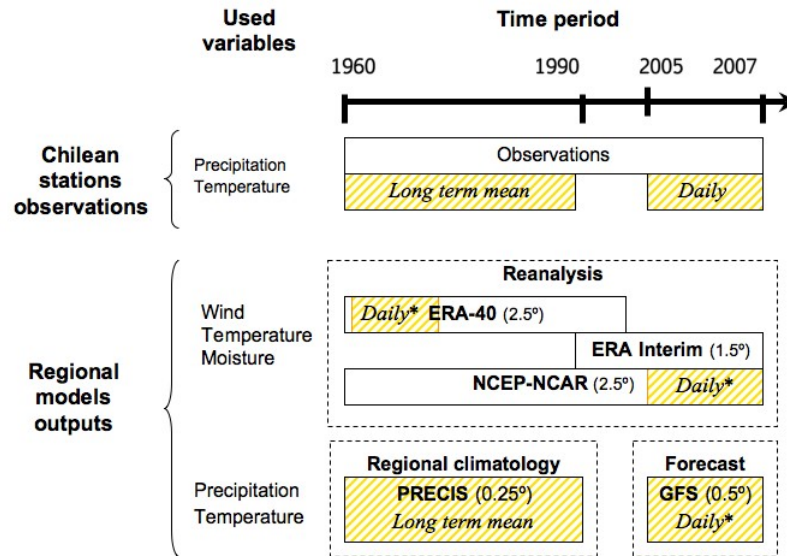 Used
variables
Time period
1960 1990 2005 2007
Chilean
stations
observations
Precipitation
Temperature
Observations
Long term mean Daily
Regional
models
outputs
Wind
Temperature
Moisture
Reanalysis
Daily* ERA-40 (2.5º)
ERA Interim (1.5º)
NCEP-NCAR (2.5º) Daily*
Precipitation
Temperature
Regional climatology
PRECIS (0.25º)
Long term mean
Forecast
GFS (0.5º)
Daily*